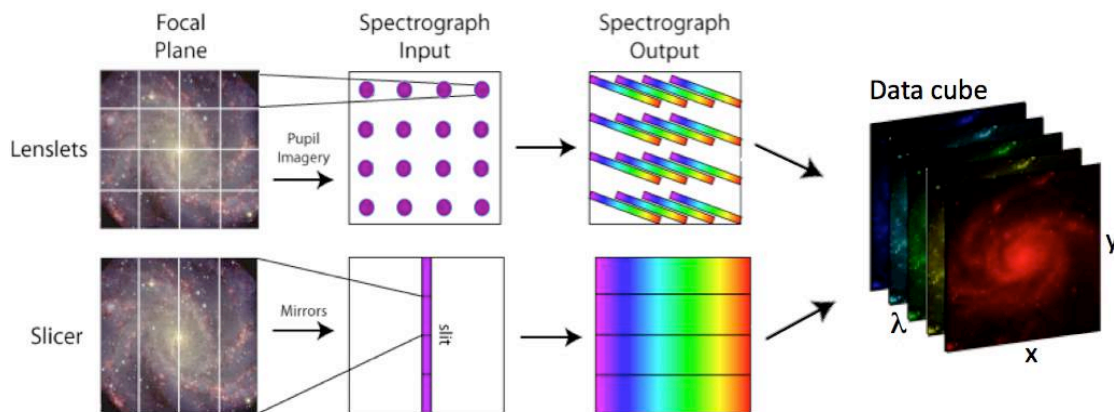 Focal
Plane
Spectrograph
Input
Spectrograph
Output
Data cube
Lenslets
Pupil
Imagery
y
Slicer
Mirrors
slit
λ
x